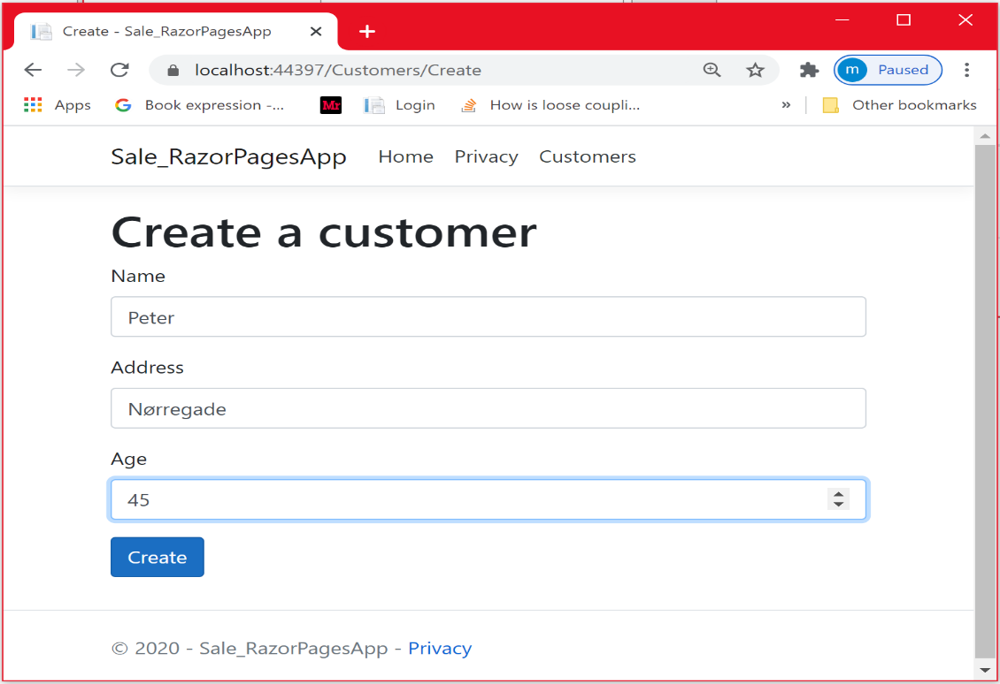 Create - Sale_RazorPagesApp
localhost:44397/Customers/Create
m Paused
Apps Book expression -... Mr Login How is loose coupli... » Other bookmarks
Sale_RazorPagesApp Home Privacy Customers
Create a customer
Name
Peter
Address
Nørregade
Age
45
Create
© 2020 - Sale_RazorPagesApp - Privacy